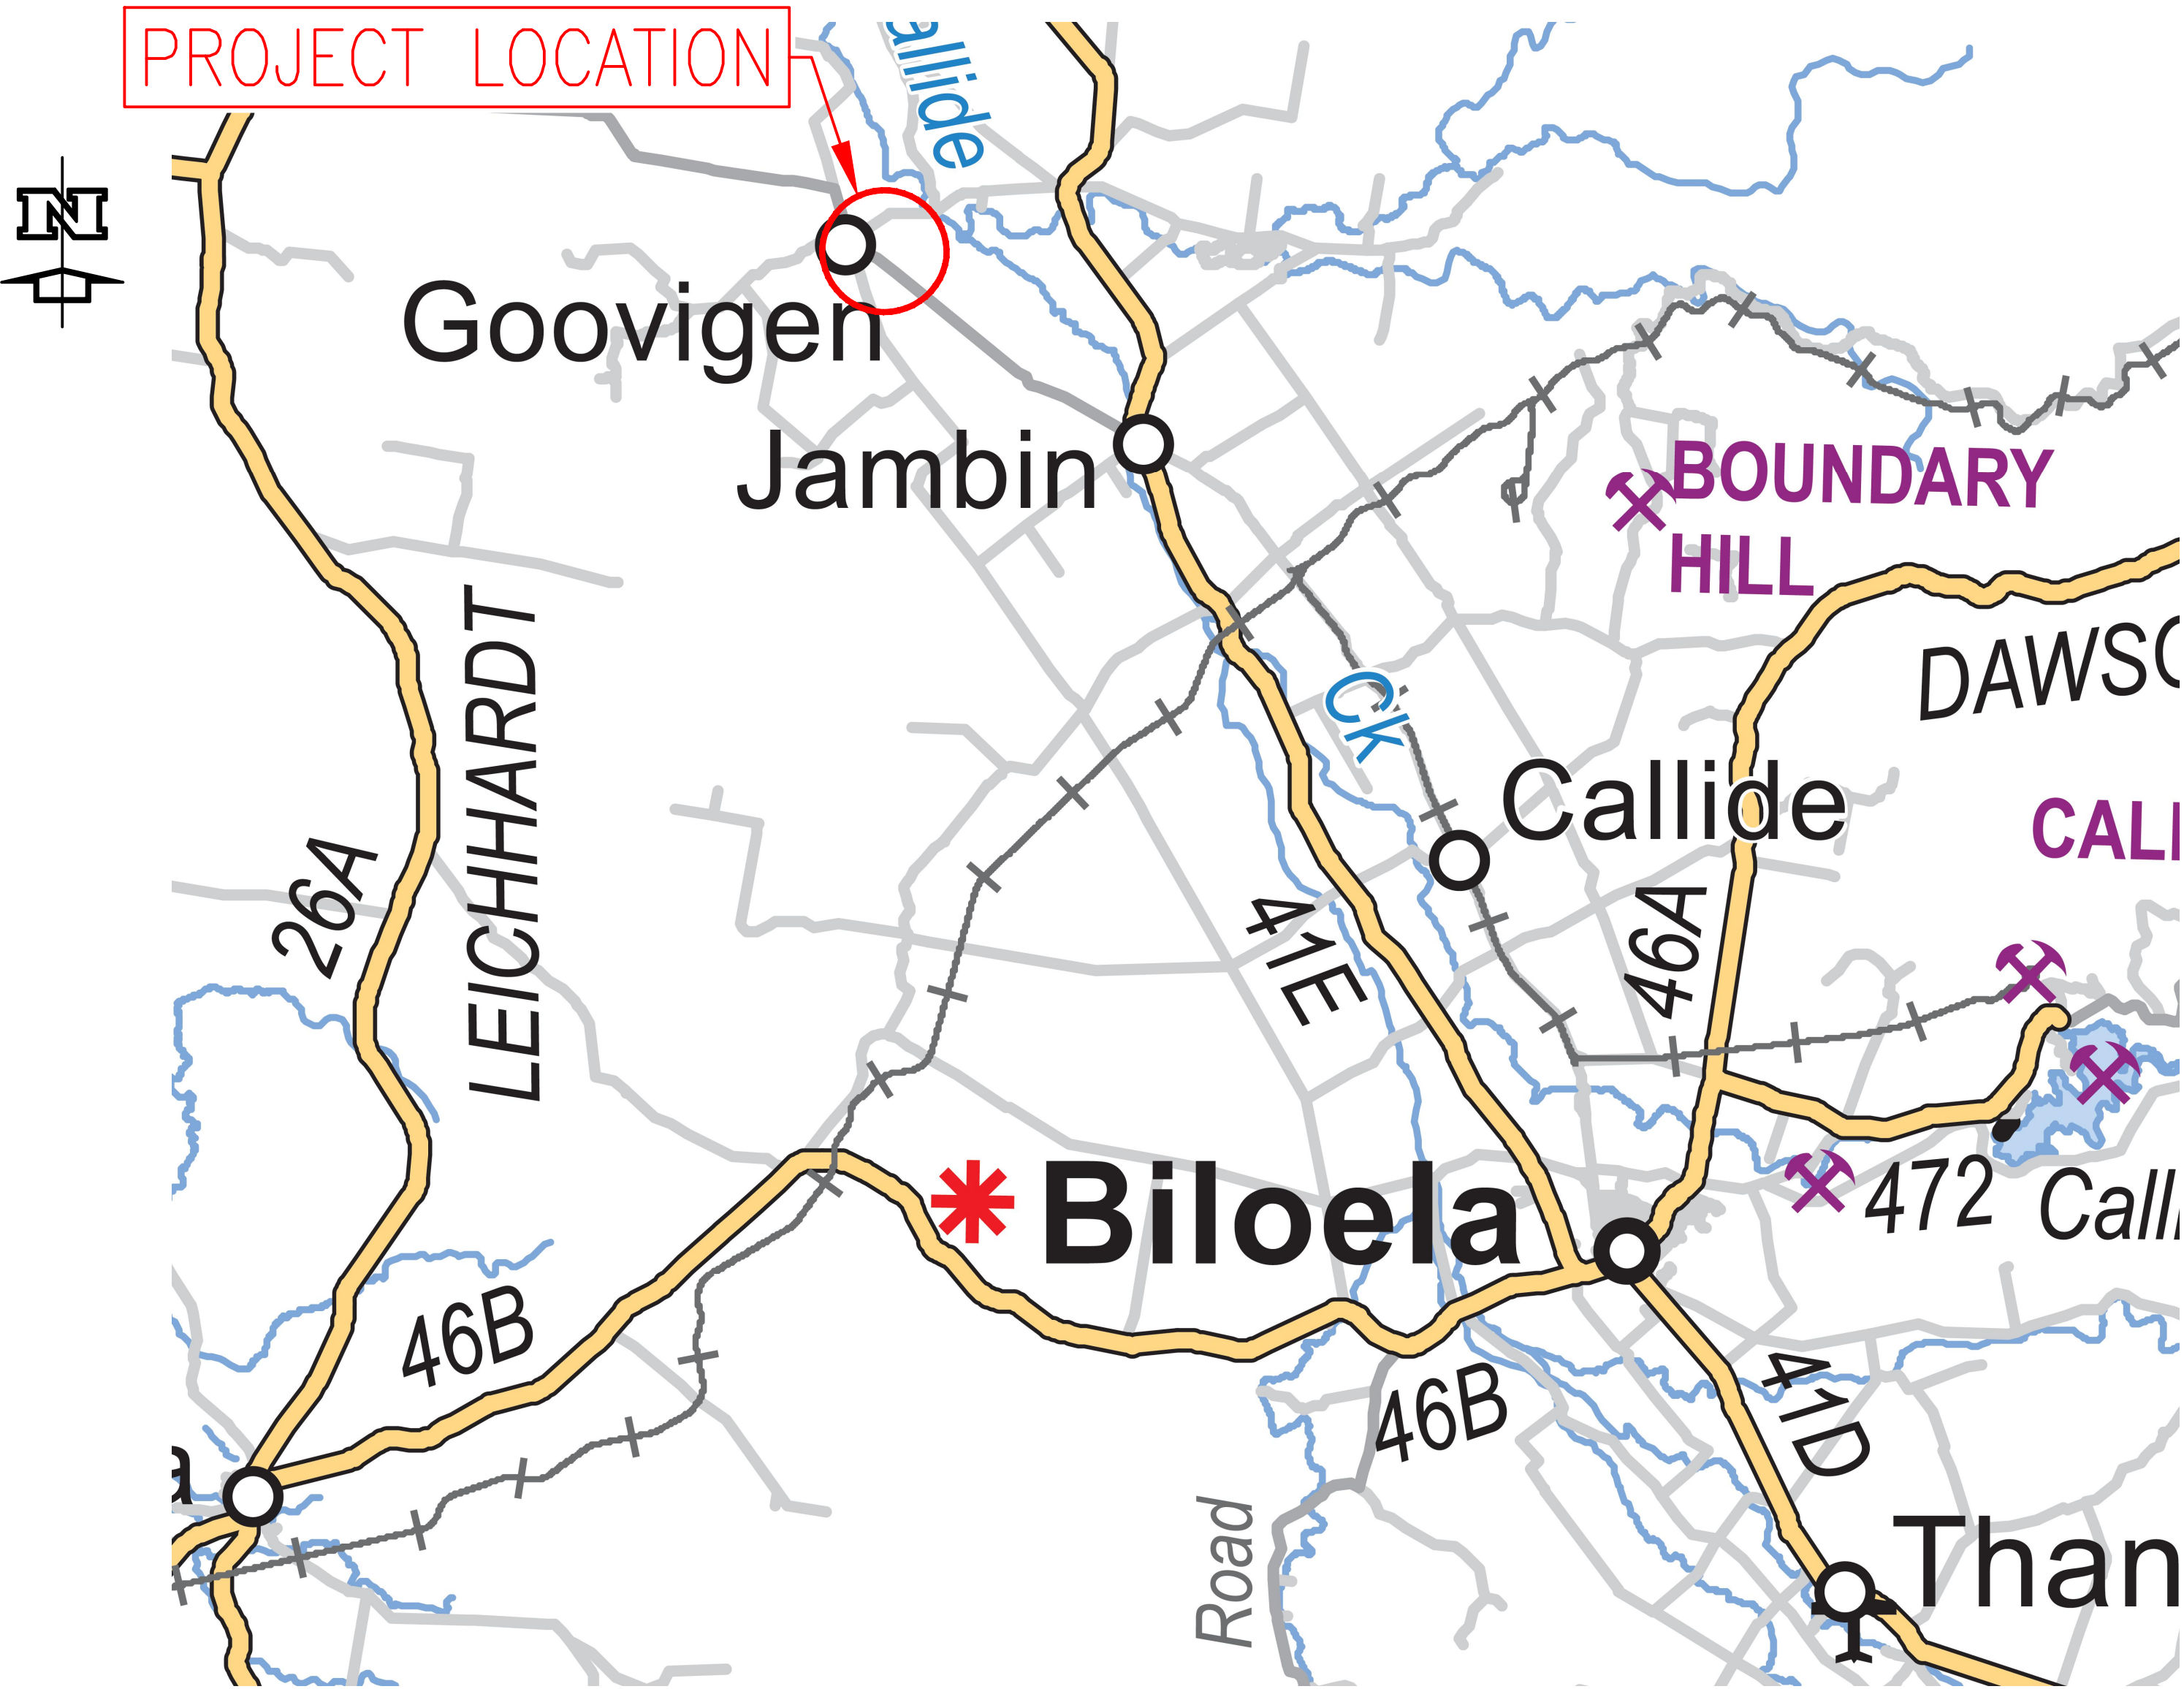 PROJECT LOCATION
allide
N
Goovigen
Jambin
BOUNDARY
HILL
DAWSO
LEICHHARDT
Ck
Callide
CALL
26A
41E
46A
Biloela
472 Calli
46B
46B
41D
a
Road
Than